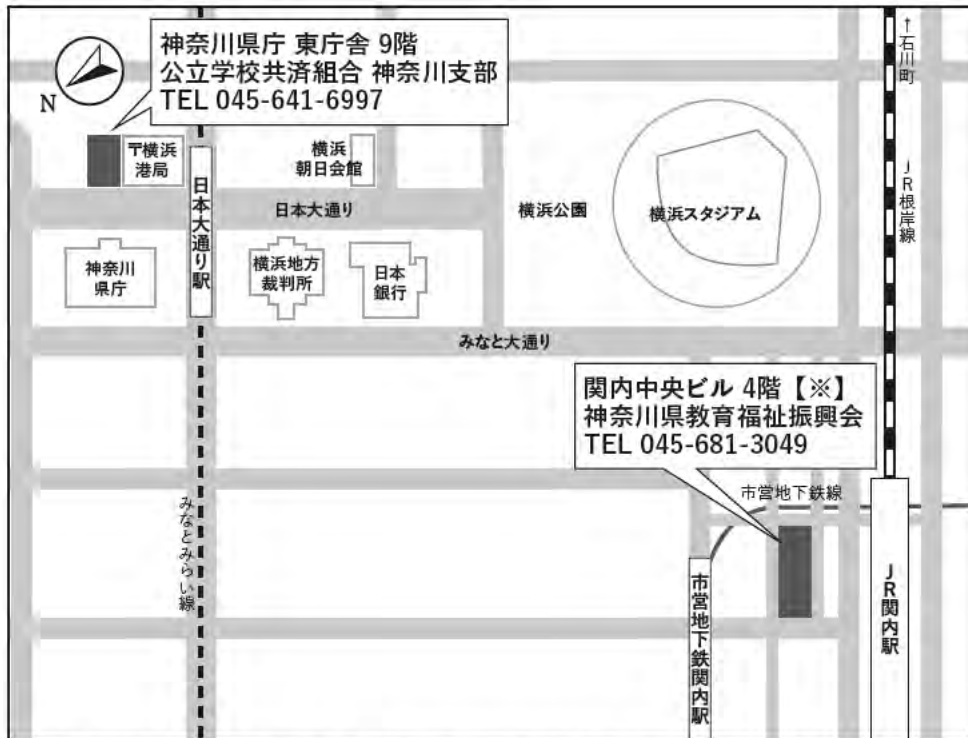 神奈川県庁 東庁舎 9階
公立学校共済組合 神奈川支部
TEL 045-641-6997
N
↑石川町
〒横浜
港局
横浜
朝日会館
日本大通り駅
日本大通り
横浜公園
横浜スタジアム
JR根岸線
神奈川
県庁
横浜地方
裁判所
日本
銀行
みなと大通り
関内中央ビル 4階【※】
神奈川県教育福祉振興会
TEL 045-681-3049
市営地下鉄線
みなとみらい線
市営地下鉄関内駅
JR関内駅